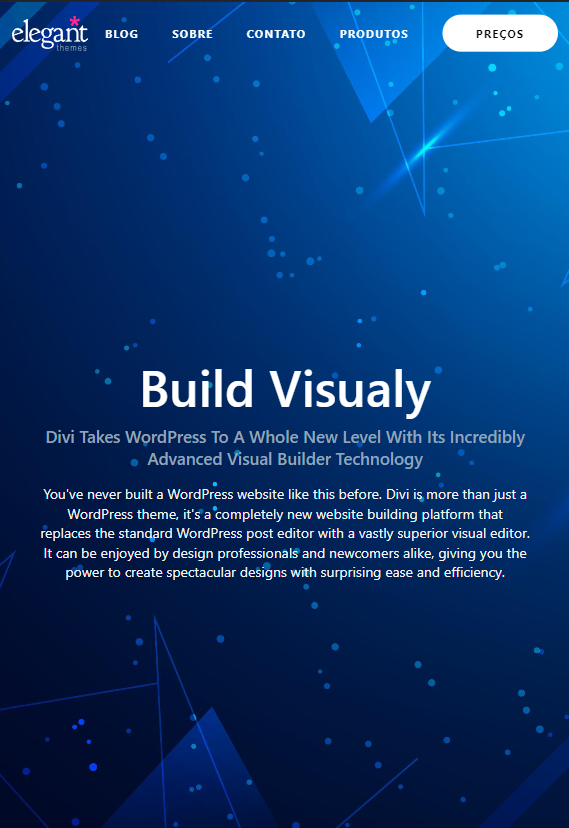 elegant themes
BLOG SOBRE CONTATO PRODUTOS PREÇOS
Build Visualy
Divi Takes WordPress To A Whole New Level With Its Incredibly
Advanced Visual Builder Technology
You've never built a WordPress website like this before. Divi is more than just a
WordPress theme, it's a completely new website building platform that
replaces the standard WordPress post editor with a vastly superior visual editor.
It can be enjoyed by design professionals and newcomers alike, giving you the
power to create spectacular designs with surprising ease and efficiency.